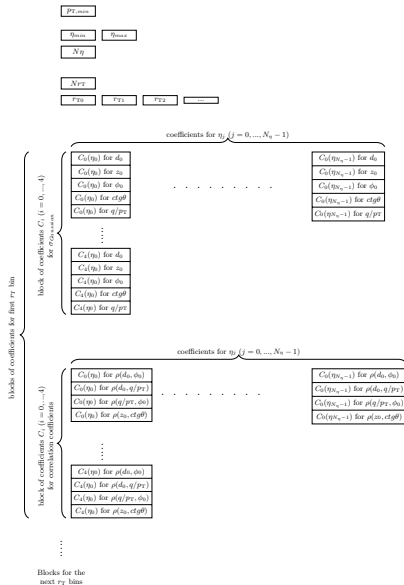 p_{T,min}
η_{min} η_{max}
Nη
Nr_T
r_{T0} r_{T1} r_{T2} ...
coefficients for η_j (j = 0, ..., N_η − 1)
C_0(η_0) for d_0
C_0(η_0) for z_0
C_0(η_0) for ϕ_0
C_0(η_0) for ctgθ
C_0(η_0) for q/p_T
C_4(η_0) for d_0
C_4(η_0) for z_0
C_4(η_0) for ϕ_0
C_4(η_0) for ctgθ
C_4(η_0) for q/p_T
. . . . . . . . .
C_0(η_{N_η−1}) for d_0
C_0(η_{N_η−1}) for z_0
C_0(η_{N_η−1}) for ϕ_0
C_0(η_{N_η−1}) for ctgθ
C_0(η_{N_η−1}) for q/p_T
block of coefficients C_i (i = 0, ..., 4)
for σ_{Gaussian}
blocks of coefficients for first r_T bin
coefficients for η_j (j = 0, ..., N_η − 1)
C_0(η_0) for ρ(d_0, ϕ_0)
C_0(η_0) for ρ(d_0, q/p_T)
C_0(η_0) for ρ(q/p_T, ϕ_0)
C_0(η_0) for ρ(z_0, ctgθ)
C_4(η_0) for ρ(d_0, ϕ_0)
C_4(η_0) for ρ(d_0, q/p_T)
C_4(η_0) for ρ(q/p_T, ϕ_0)
C_4(η_0) for ρ(z_0, ctgθ)
. . . . . . . . .
C_0(η_{N_η−1}) for ρ(d_0, ϕ_0)
C_0(η_{N_η−1}) for ρ(d_0, q/p_T)
C_0(η_{N_η−1}) for ρ(q/p_T, ϕ_0)
C_0(η_{N_η−1}) for ρ(z_0, ctgθ)
block of coefficients C_i (i = 0, ..., 4)
for correlation coefficients
Blocks for the
next r_T bins